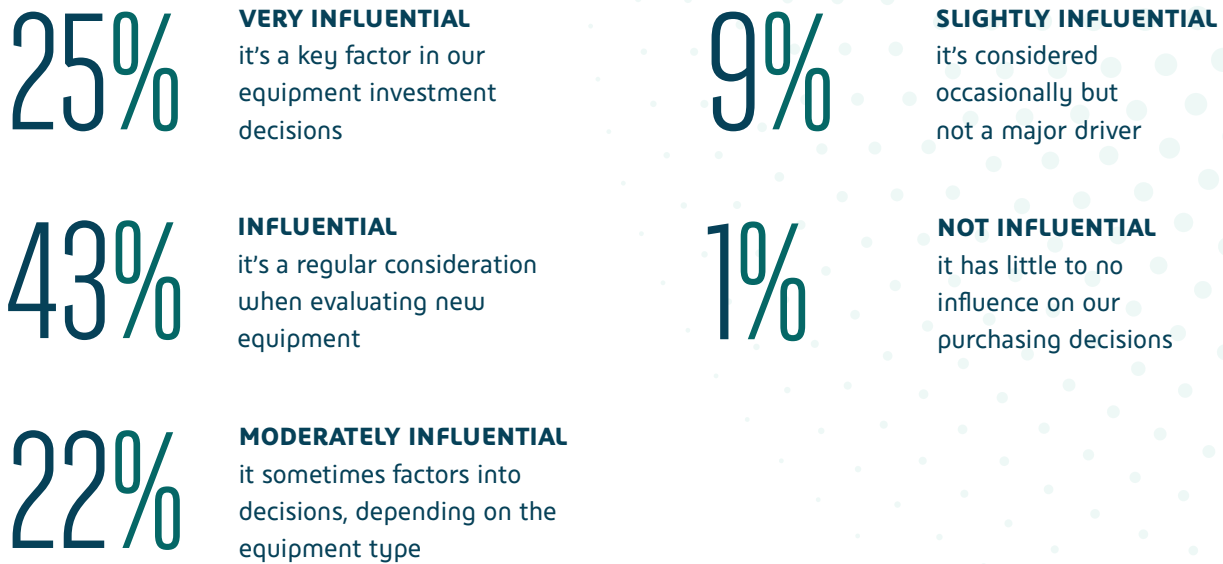 25%
VERY INFLUENTIAL
it's a key factor in our
equipment investment
decisions
43%
INFLUENTIAL
it's a regular consideration
when evaluating new
equipment
22%
MODERATELY INFLUENTIAL
it sometimes factors into
decisions, depending on the
equipment type
9%
SLIGHTLY INFLUENTIAL
it's considered
occasionally but
not a major driver
1%
NOT INFLUENTIAL
it has little to no
influence on our
purchasing decisions